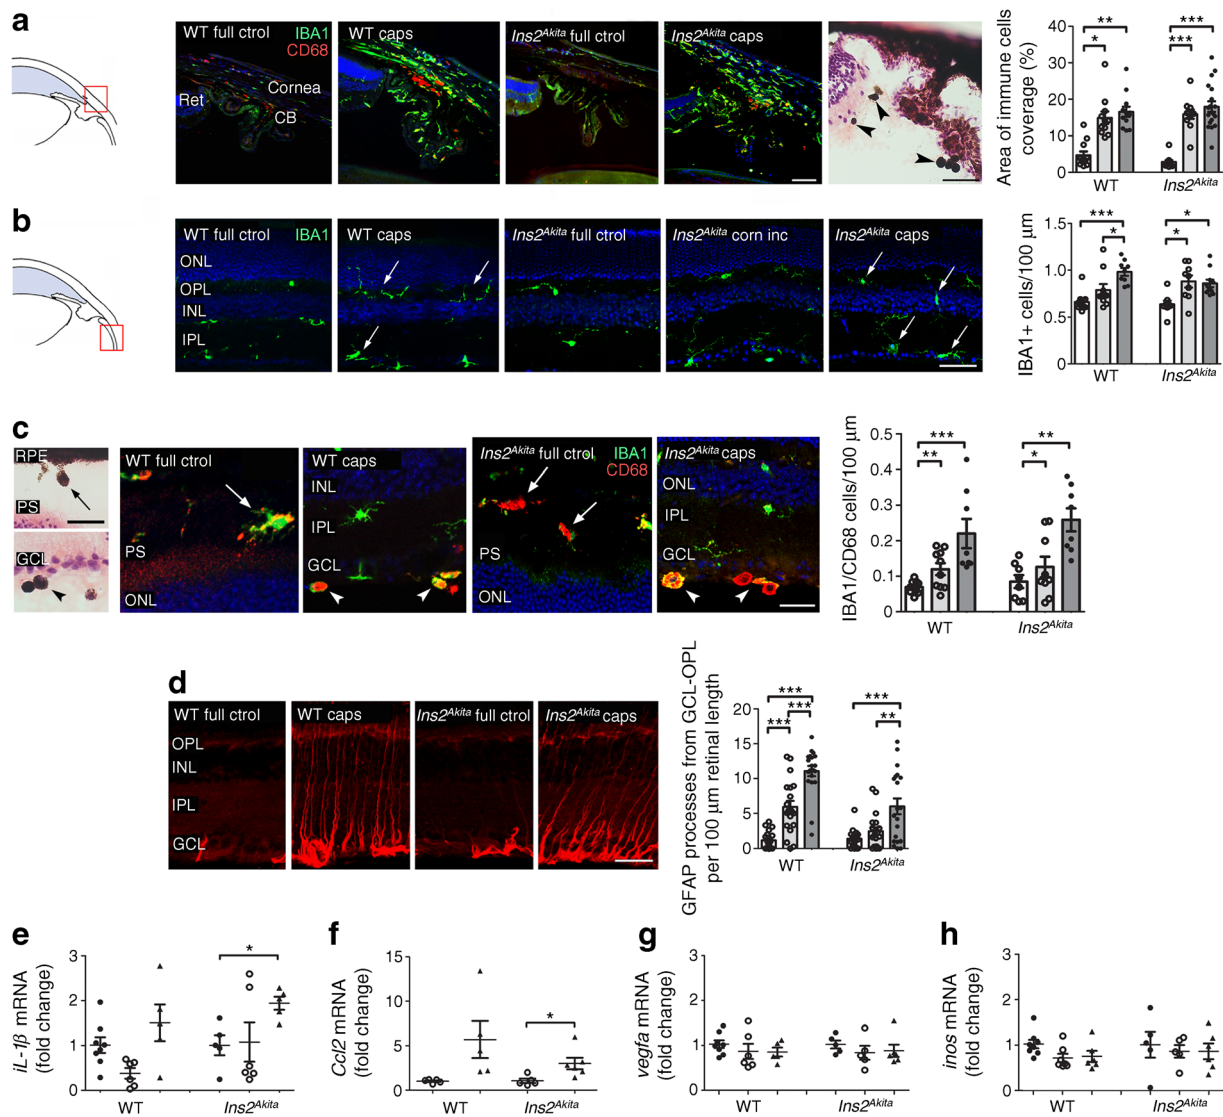 a
WT full ctrol
IBA1
CD68
Ret
Cornea
CB
WT caps
Ins2Akita full ctrol
Ins2Akita caps
Area of immune cells
coverage (%)
40
30
20
10
0
*
**
***
***
WT
Ins2Akita
b
WT full ctrol
IBA1
ONL
OPL
INL
IPL
WT caps
Ins2Akita full ctrol
Ins2Akita corn inc
Ins2Akita caps
IBA1+ cells/100 µm
1.5
1.0
0.5
0
***
*
*
*
WT
Ins2Akita
c
RPE
PS
GCL
WT full ctrol
PS
ONL
WT caps
INL
IPL
GCL
Ins2Akita full ctrol
IBA1
CD68
PS
ONL
Ins2Akita caps
ONL
IPL
GCL
IBA1/CD68 cells/100 µm
0.5
0.4
0.3
0.2
0.1
0
***
**
**
*
WT
Ins2Akita
d
WT full ctrol
OPL
INL
IPL
GCL
WT caps
Ins2Akita full ctrol
Ins2Akita caps
GFAP processes from GCL-OPL
per 100 µm retinal length
20
15
10
5
0
***
***
***
***
**
WT
Ins2Akita
e
iL-1β mRNA
(fold change)
3
2
1
0
*
WT
Ins2Akita
f
Ccl2 mRNA
(fold change)
15
10
5
0
*
WT
Ins2Akita
g
vegfa mRNA
(fold change)
3
2
1
0
WT
Ins2Akita
h
inos mRNA
(fold change)
3
2
1
0
WT
Ins2Akita